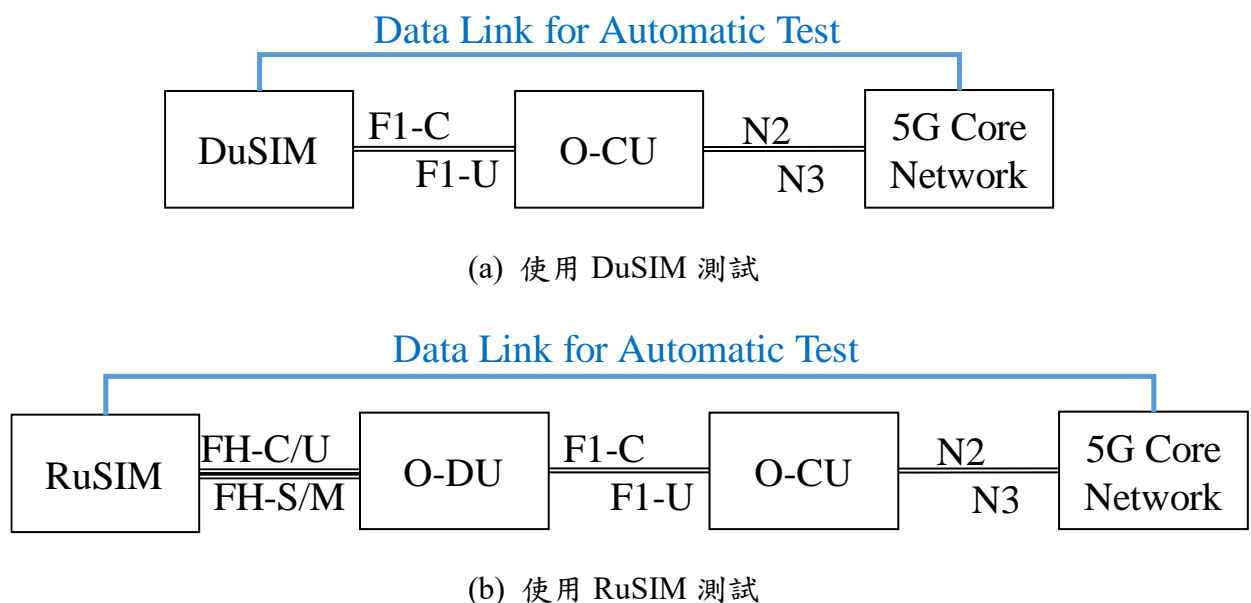 Data Link for Automatic Test
DuSIM
F1-C
F1-U
O-CU
N2
N3
5G Core
Network
(a) 使用 DuSIM 測試
Data Link for Automatic Test
RuSIM
FH-C/U
FH-S/M
O-DU
F1-C
F1-U
O-CU
N2
N3
5G Core
Network
(b) 使用 RuSIM 測試